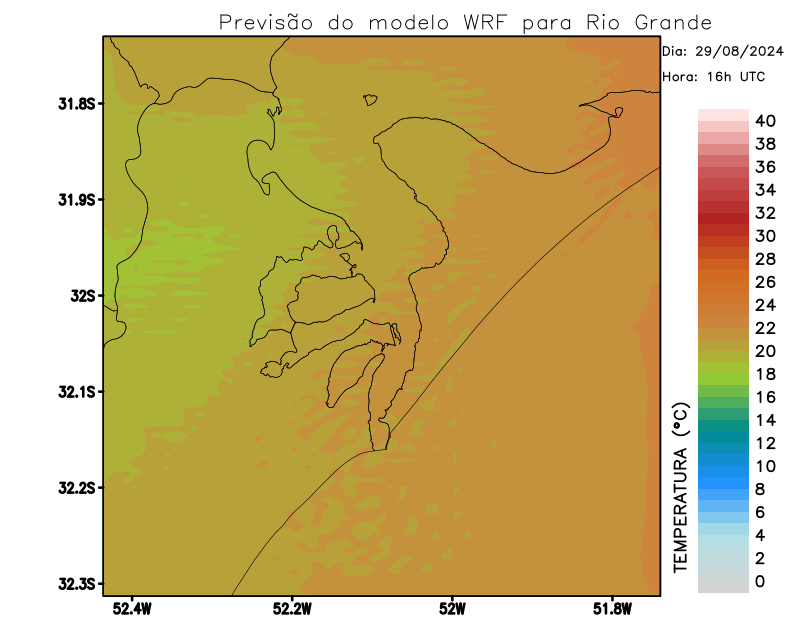 Previsão do modelo WRF para Rio Grande
Dia: 29/08/2024
Hora: 16h UTC
31.8S
31.9S
32S
32.1S
32.2S
32.3S
52.4W
52.2W
52W
51.8W
TEMPERATURA (°C)
40
38
36
34
32
30
28
26
24
22
20
18
16
14
12
10
8
6
4
2
0